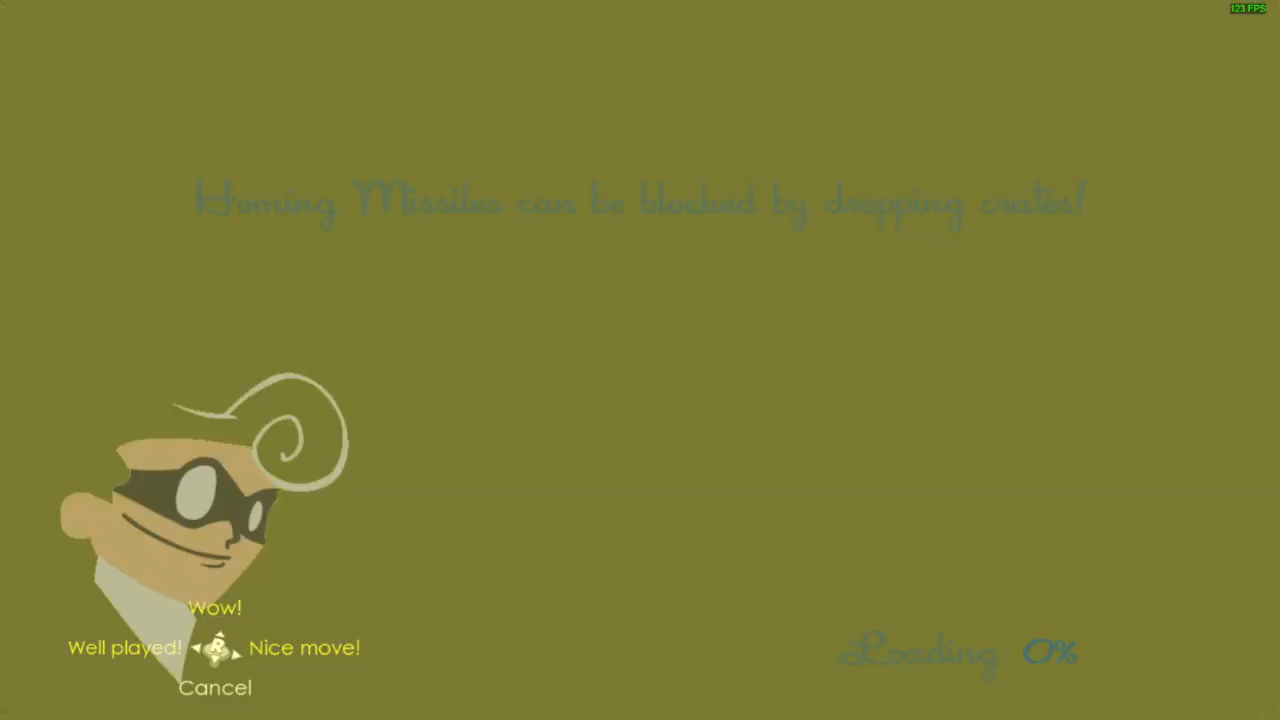 123 FPS
Homing Missiles can be blocked by dropping crates!
Wow!
Well played! R Nice move!
Cancel
Loading 0%